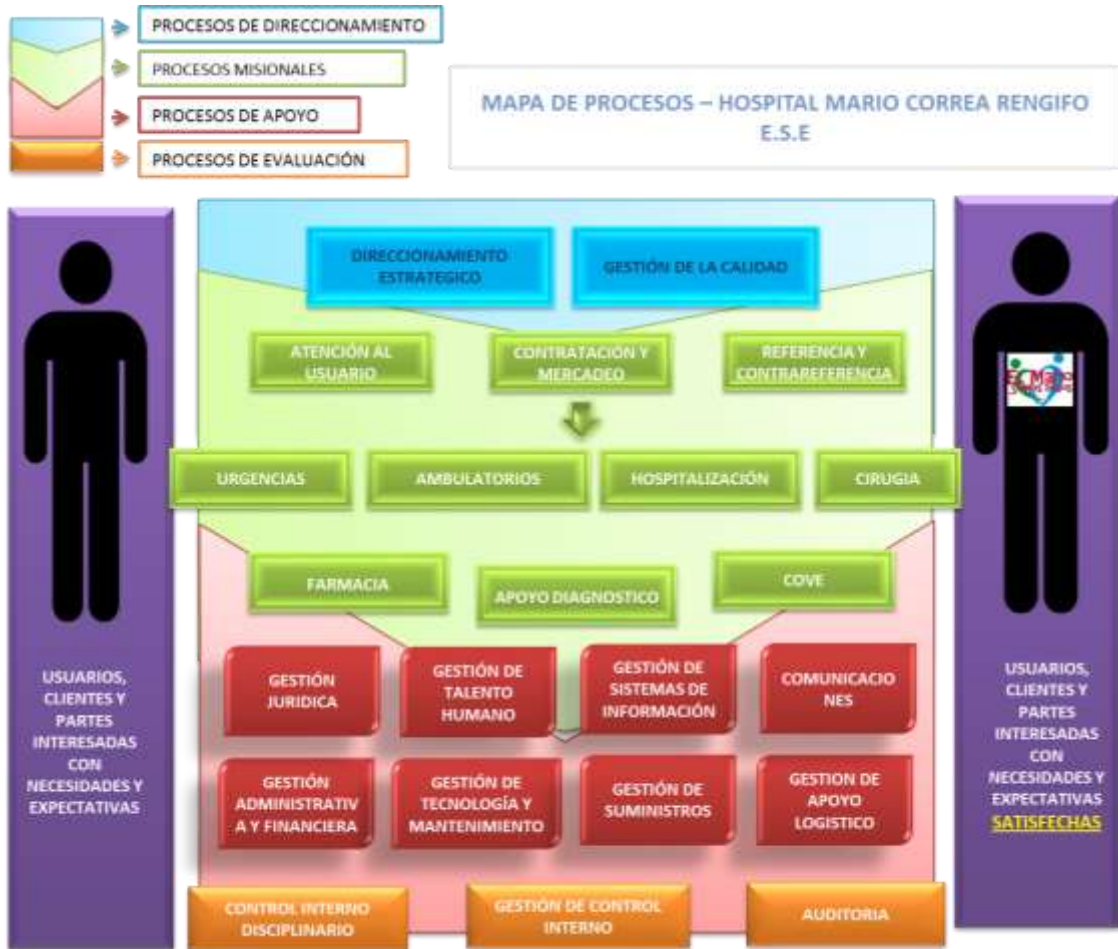 PROCESOS DE DIRECCIONAMIENTO
PROCESOS MISIONALES
PROCESOS DE APOYO
PROCESOS DE EVALUACIÓN
MAPA DE PROCESOS – HOSPITAL MARIO CORREA RENGIFO
E.S.E
DIRECCIONAMIENTO
ESTRATEGICO
GESTIÓN DE LA CALIDAD
ATENCIÓN AL
USUARIO
CONTRATACIÓN Y
MERCADEO
REFERENCIA Y
CONTRAREFERENCIA
URGENCIAS
AMBULATORIOS
HOSPITALIZACIÓN
CIRUGIA
FARMACIA
APOYO DIAGNOSTICO
COVE
GESTIÓN
JURIDICA
GESTIÓN DE
TALENTO
HUMANO
GESTIÓN DE
SISTEMAS DE
INFORMACIÓN
COMUNICACIO
NES
GESTIÓN
ADMINISTRATIV
A Y FINANCIERA
GESTIÓN DE
TECNOLOGÍA Y
MANTENIMIENTO
GESTIÓN DE
SUMINISTROS
GESTION DE
APOYO
LOGISTICO
CONTROL INTERNO
DISCIPLINARIO
GESTIÓN DE CONTROL
INTERNO
AUDITORIA
USUARIOS,
CLIENTES Y
PARTES
INTERESADAS
CON
NECESIDADES Y
EXPECTATIVAS
USUARIOS,
CLIENTES Y
PARTES
INTERESADAS
CON
NECESIDADES Y
EXPECTATIVAS
SATISFECHAS